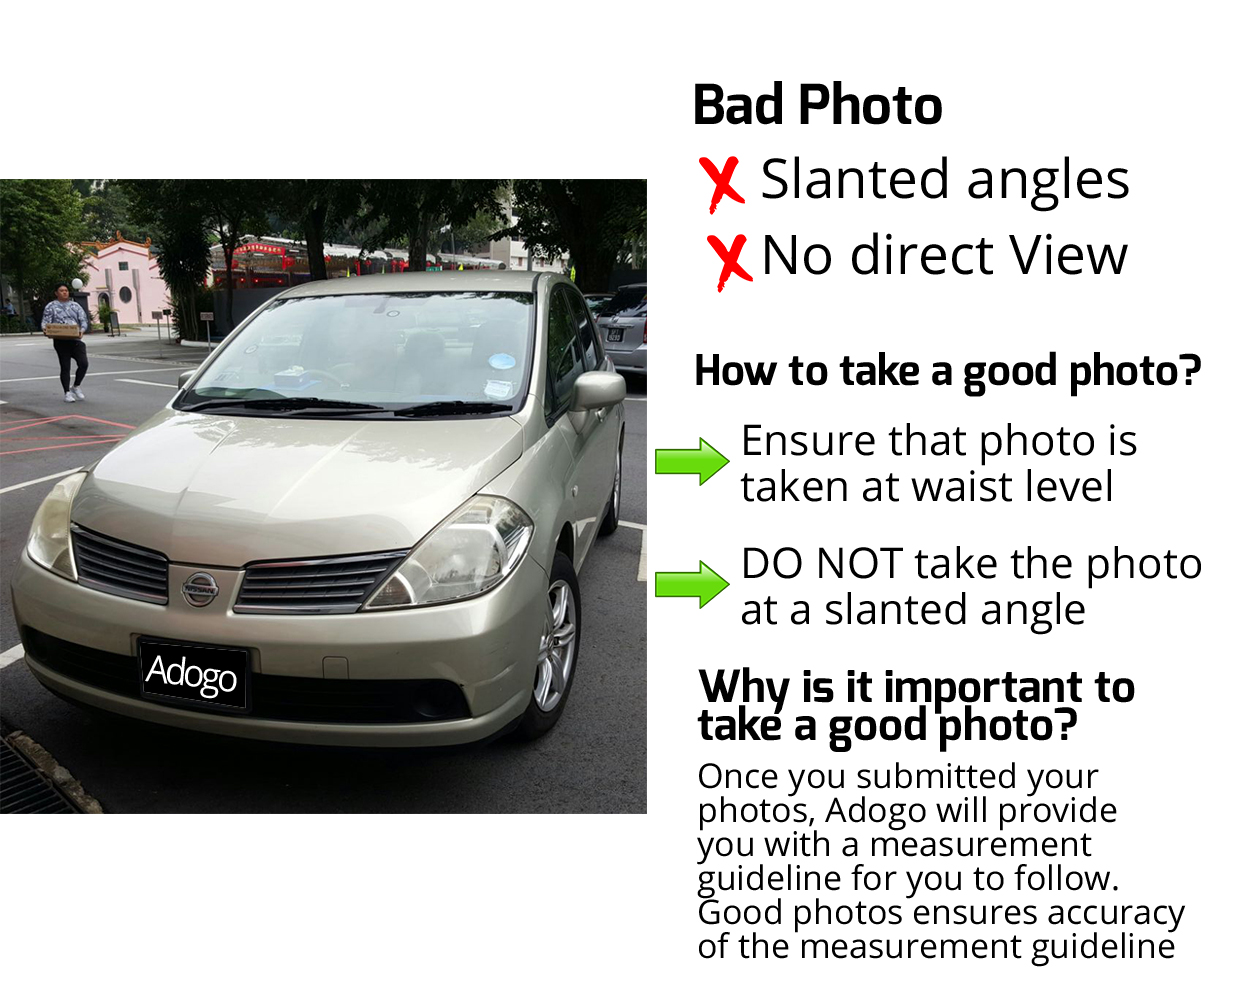 Bad Photo
Slanted angles
No direct View
How to take a good photo?
Ensure that photo is
taken at waist level
DO NOT take the photo
at a slanted angle
Why is it important to
take a good photo?
Once you submitted your
photos, Adogo will provide
you with a measurement
guideline for you to follow.
Good photos ensures accuracy
of the measurement guideline
NISSAN
Adogo